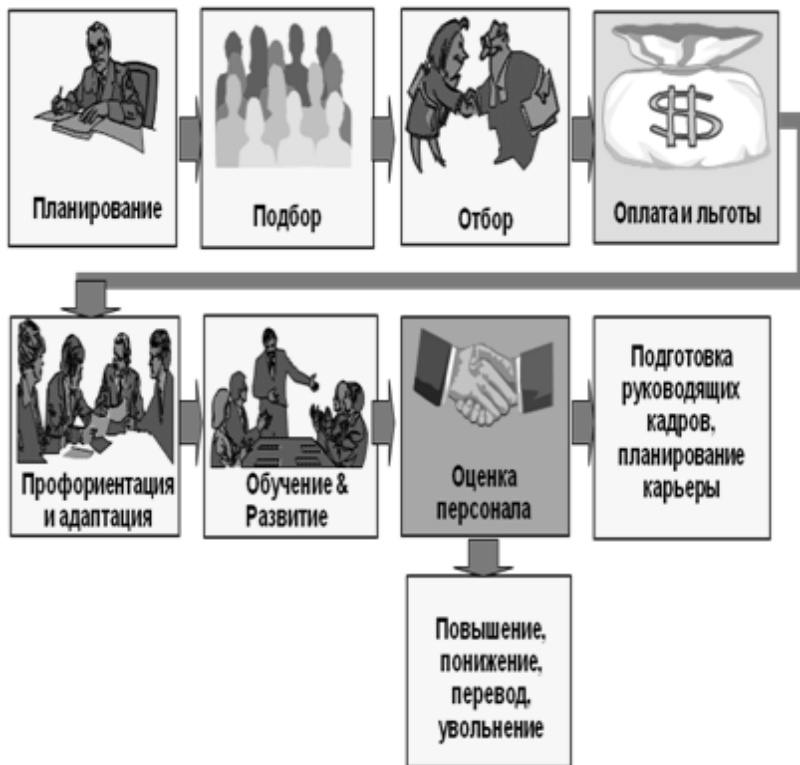 Планирование
Подбор
Отбор
Оплата и льготы
Профориентация
и адаптация
Обучение &
Развитие
Оценка
персонала
Подготовка
руководящих
кадров,
планирование
карьеры
Повышение,
понижение,
перевод,
увольнение